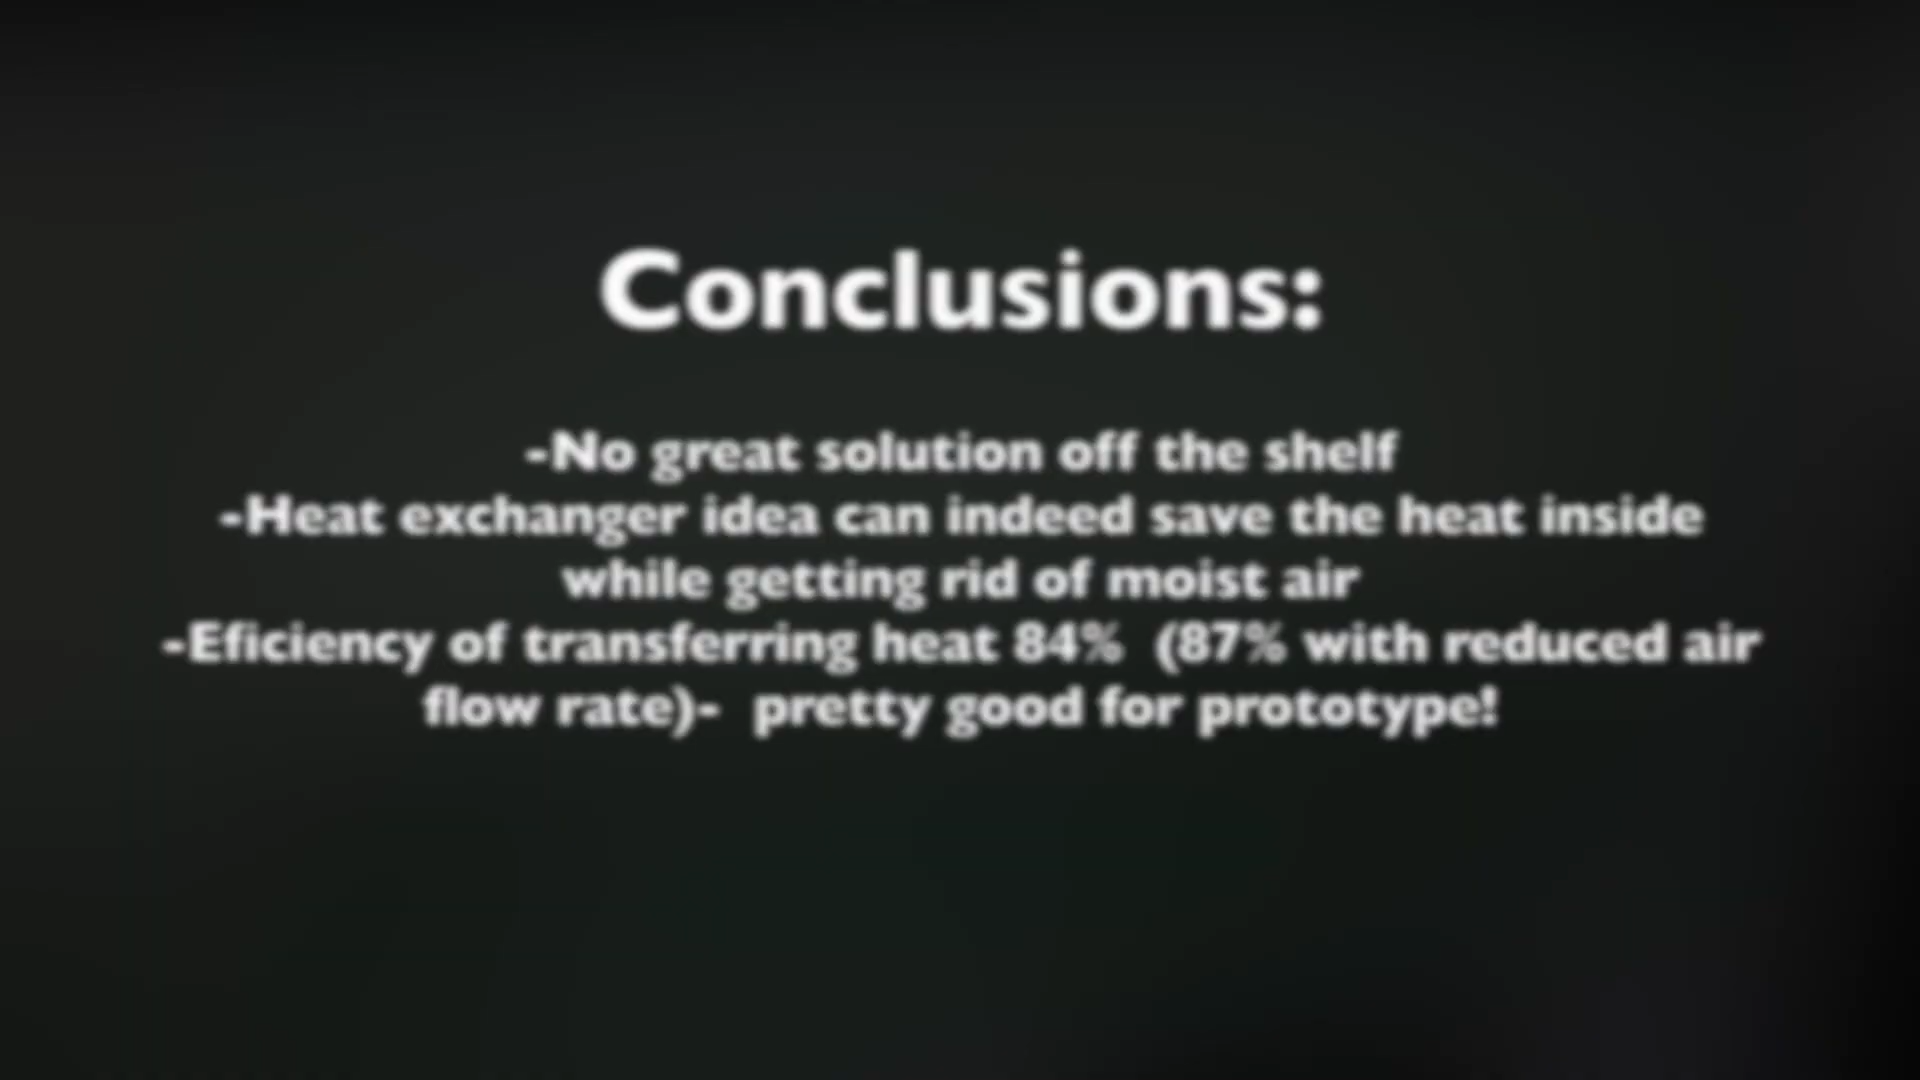 Conclusions:
-No great solution off the shelf
-Heat exchanger idea can indeed save the heat inside
while getting rid of moist air
-Eficiency of transferring heat 84%  (87% with reduced air
flow rate)-  pretty good for prototype!